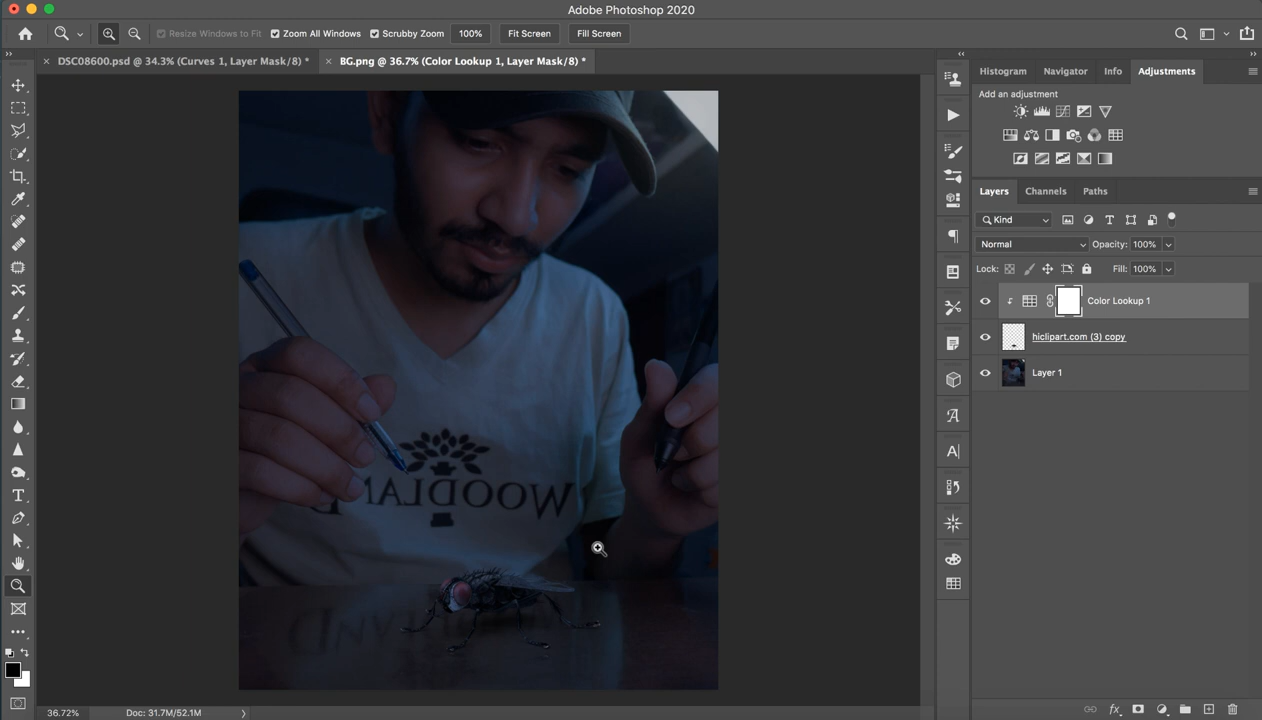 Adobe Photoshop 2020
Resize Windows to Fit
Zoom All Windows
Scrubby Zoom
100%
Fit Screen
Fill Screen
DSC08600.psd @ 34.3% (Curves 1, Layer Mask/8) *
BG.png @ 36.7% (Color Lookup 1, Layer Mask/8) *
Histogram
Navigator
Info
Adjustments
Add an adjustment
Layers
Channels
Paths
Kind
Normal
Opacity: 100%
Lock:
Fill: 100%
Color Lookup 1
hiclipart.com (3) copy
Layer 1
WOODLAND
36.72%
Doc: 31.7M/52.1M